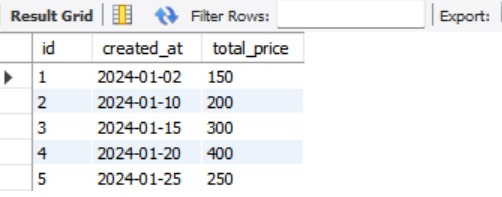 Result Grid Filter Rows: Export:
id created_at total_price
1 2024-01-02 150
2 2024-01-10 200
3 2024-01-15 300
4 2024-01-20 400
5 2024-01-25 250